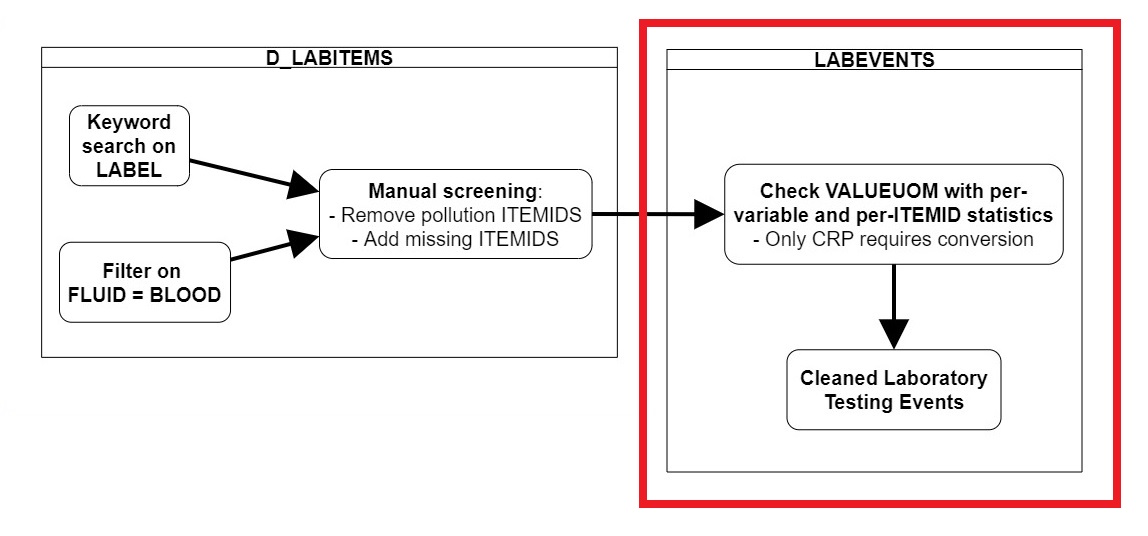 D_LABITEMS
Keyword
search on
LABEL
Filter on
FLUID = BLOOD
Manual screening:
- Remove pollution ITEMIDS
- Add missing ITEMIDS
LABEVENTS
Check VALUEUOM with per-
variable and per-ITEMID statistics
- Only CRP requires conversion
Cleaned Laboratory
Testing Events